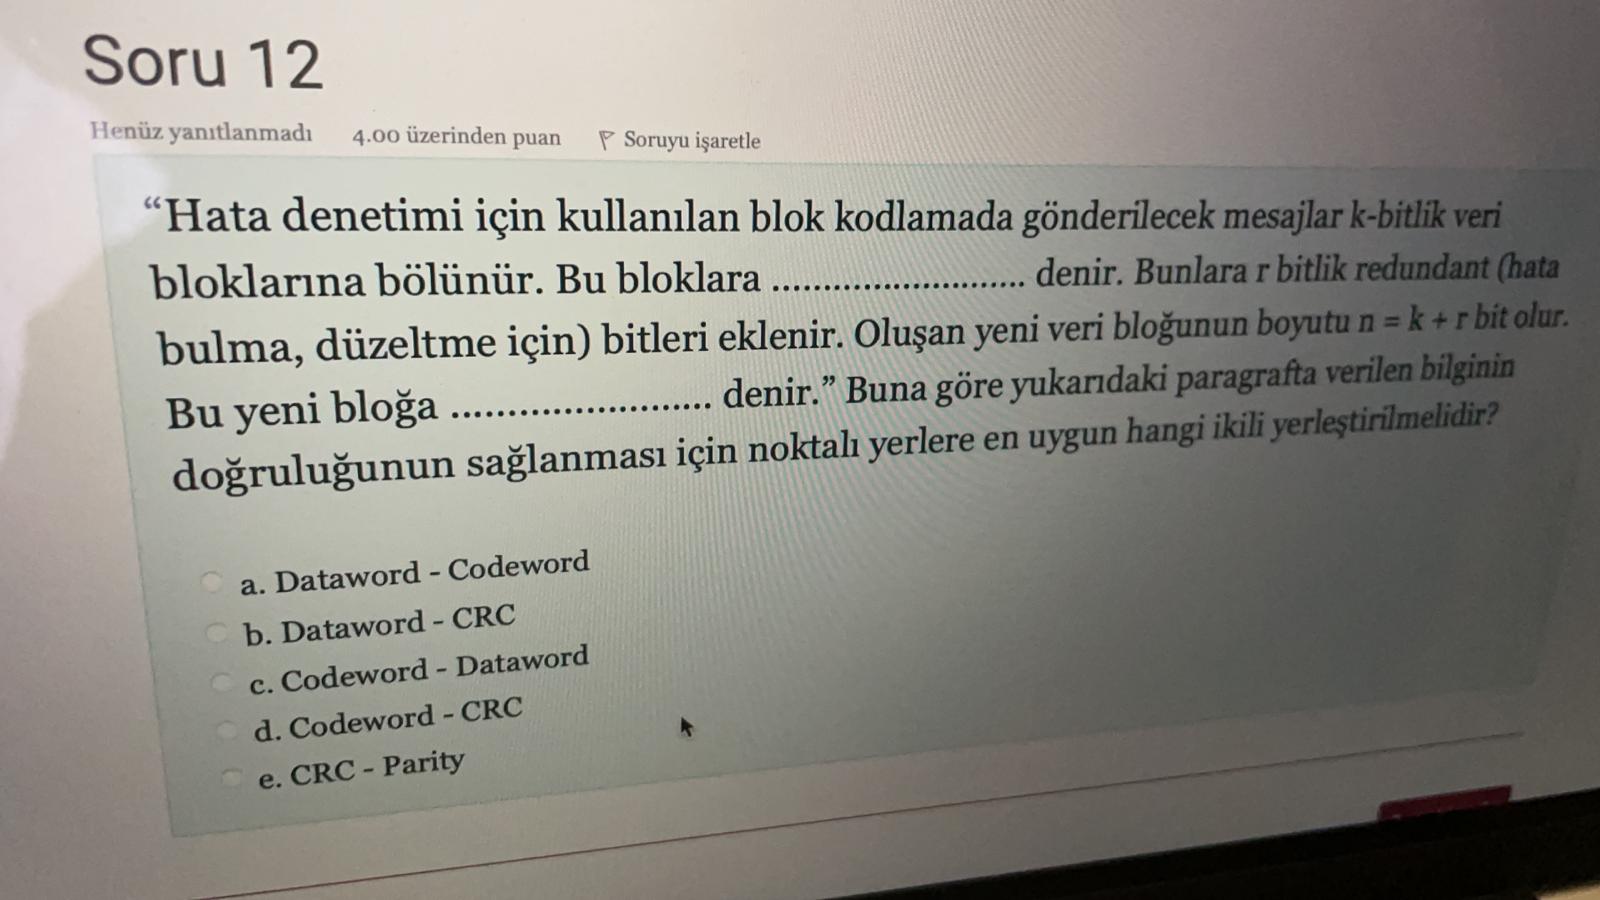 Soru 12
Henüz yanıtlanmadı 4.00 üzerinden puan Soruyu işaretle
“Hata denetimi için kullanılan blok kodlamada gönderilecek mesajlar k-bitlik veri
bloklarına bölünür. Bu bloklara ......................... denir. Bunlara r bitlik redundant (hata
bulma, düzeltme için) bitleri eklenir. Oluşan yeni veri bloğunun boyutu n = k + r bit olur.
Bu yeni bloğa ......................... denir.” Buna göre yukarıdaki paragrafta verilen bilginin
doğruluğunun sağlanması için noktalı yerlere en uygun hangi ikili yerleştirilmelidir?
a. Dataword - Codeword
b. Dataword - CRC
c. Codeword - Dataword
d. Codeword - CRC
e. CRC - Parity